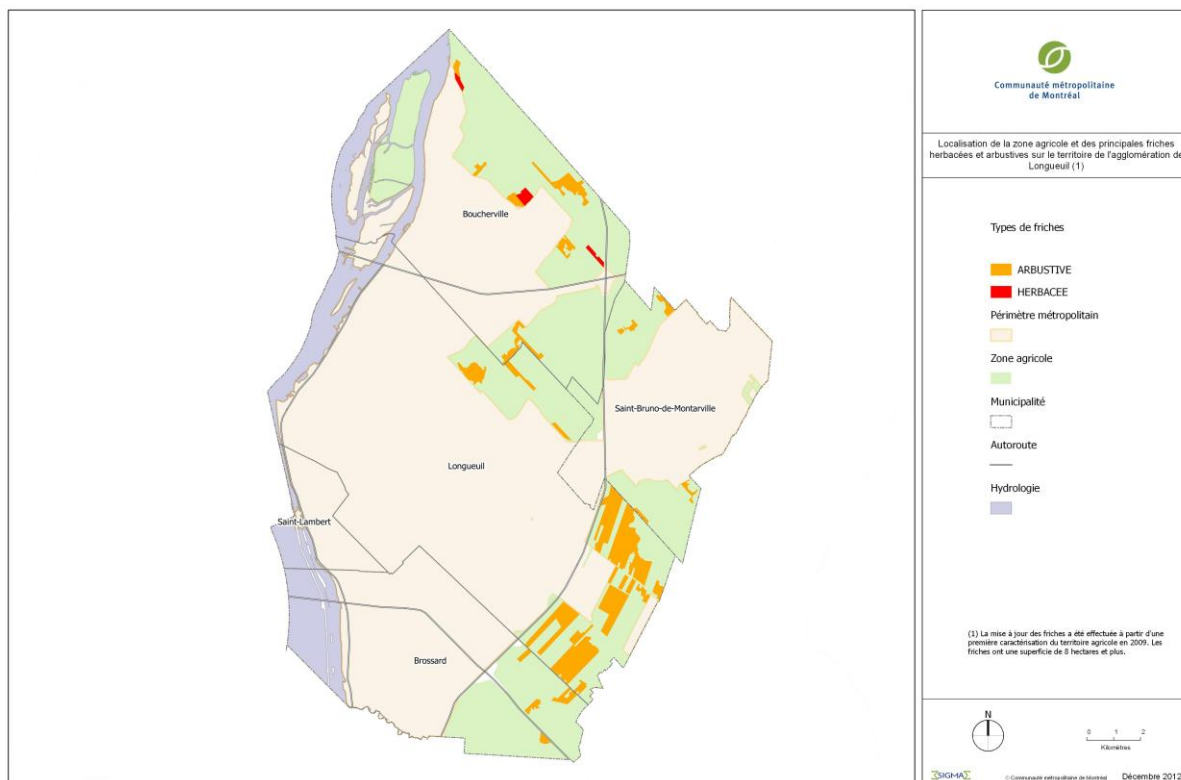 Boucherville
Saint-Bruno-de-Montarville
Longueuil
Saint-Lambert
Brossard
Communauté métropolitaine
de Montréal
Localisation de la zone agricole et des principales friches
herbacées et arbustives sur le territoire de l'agglomération de
Longueuil (1)
Types de friches
ARBUSTIVE
HERBACEE
Périmètre métropolitain
Zone agricole
Municipalité
Autoroute
Hydrologie
(1) La mise à jour des friches a été effectuée à partir d'une
première caractérisation du territoire agricole en 2009. Les
friches ont une superficie de 8 hectares et plus.
N
0 1 2
Kilomètres
SIGMA
© Communauté métropolitaine de Montréal
Décembre 2012